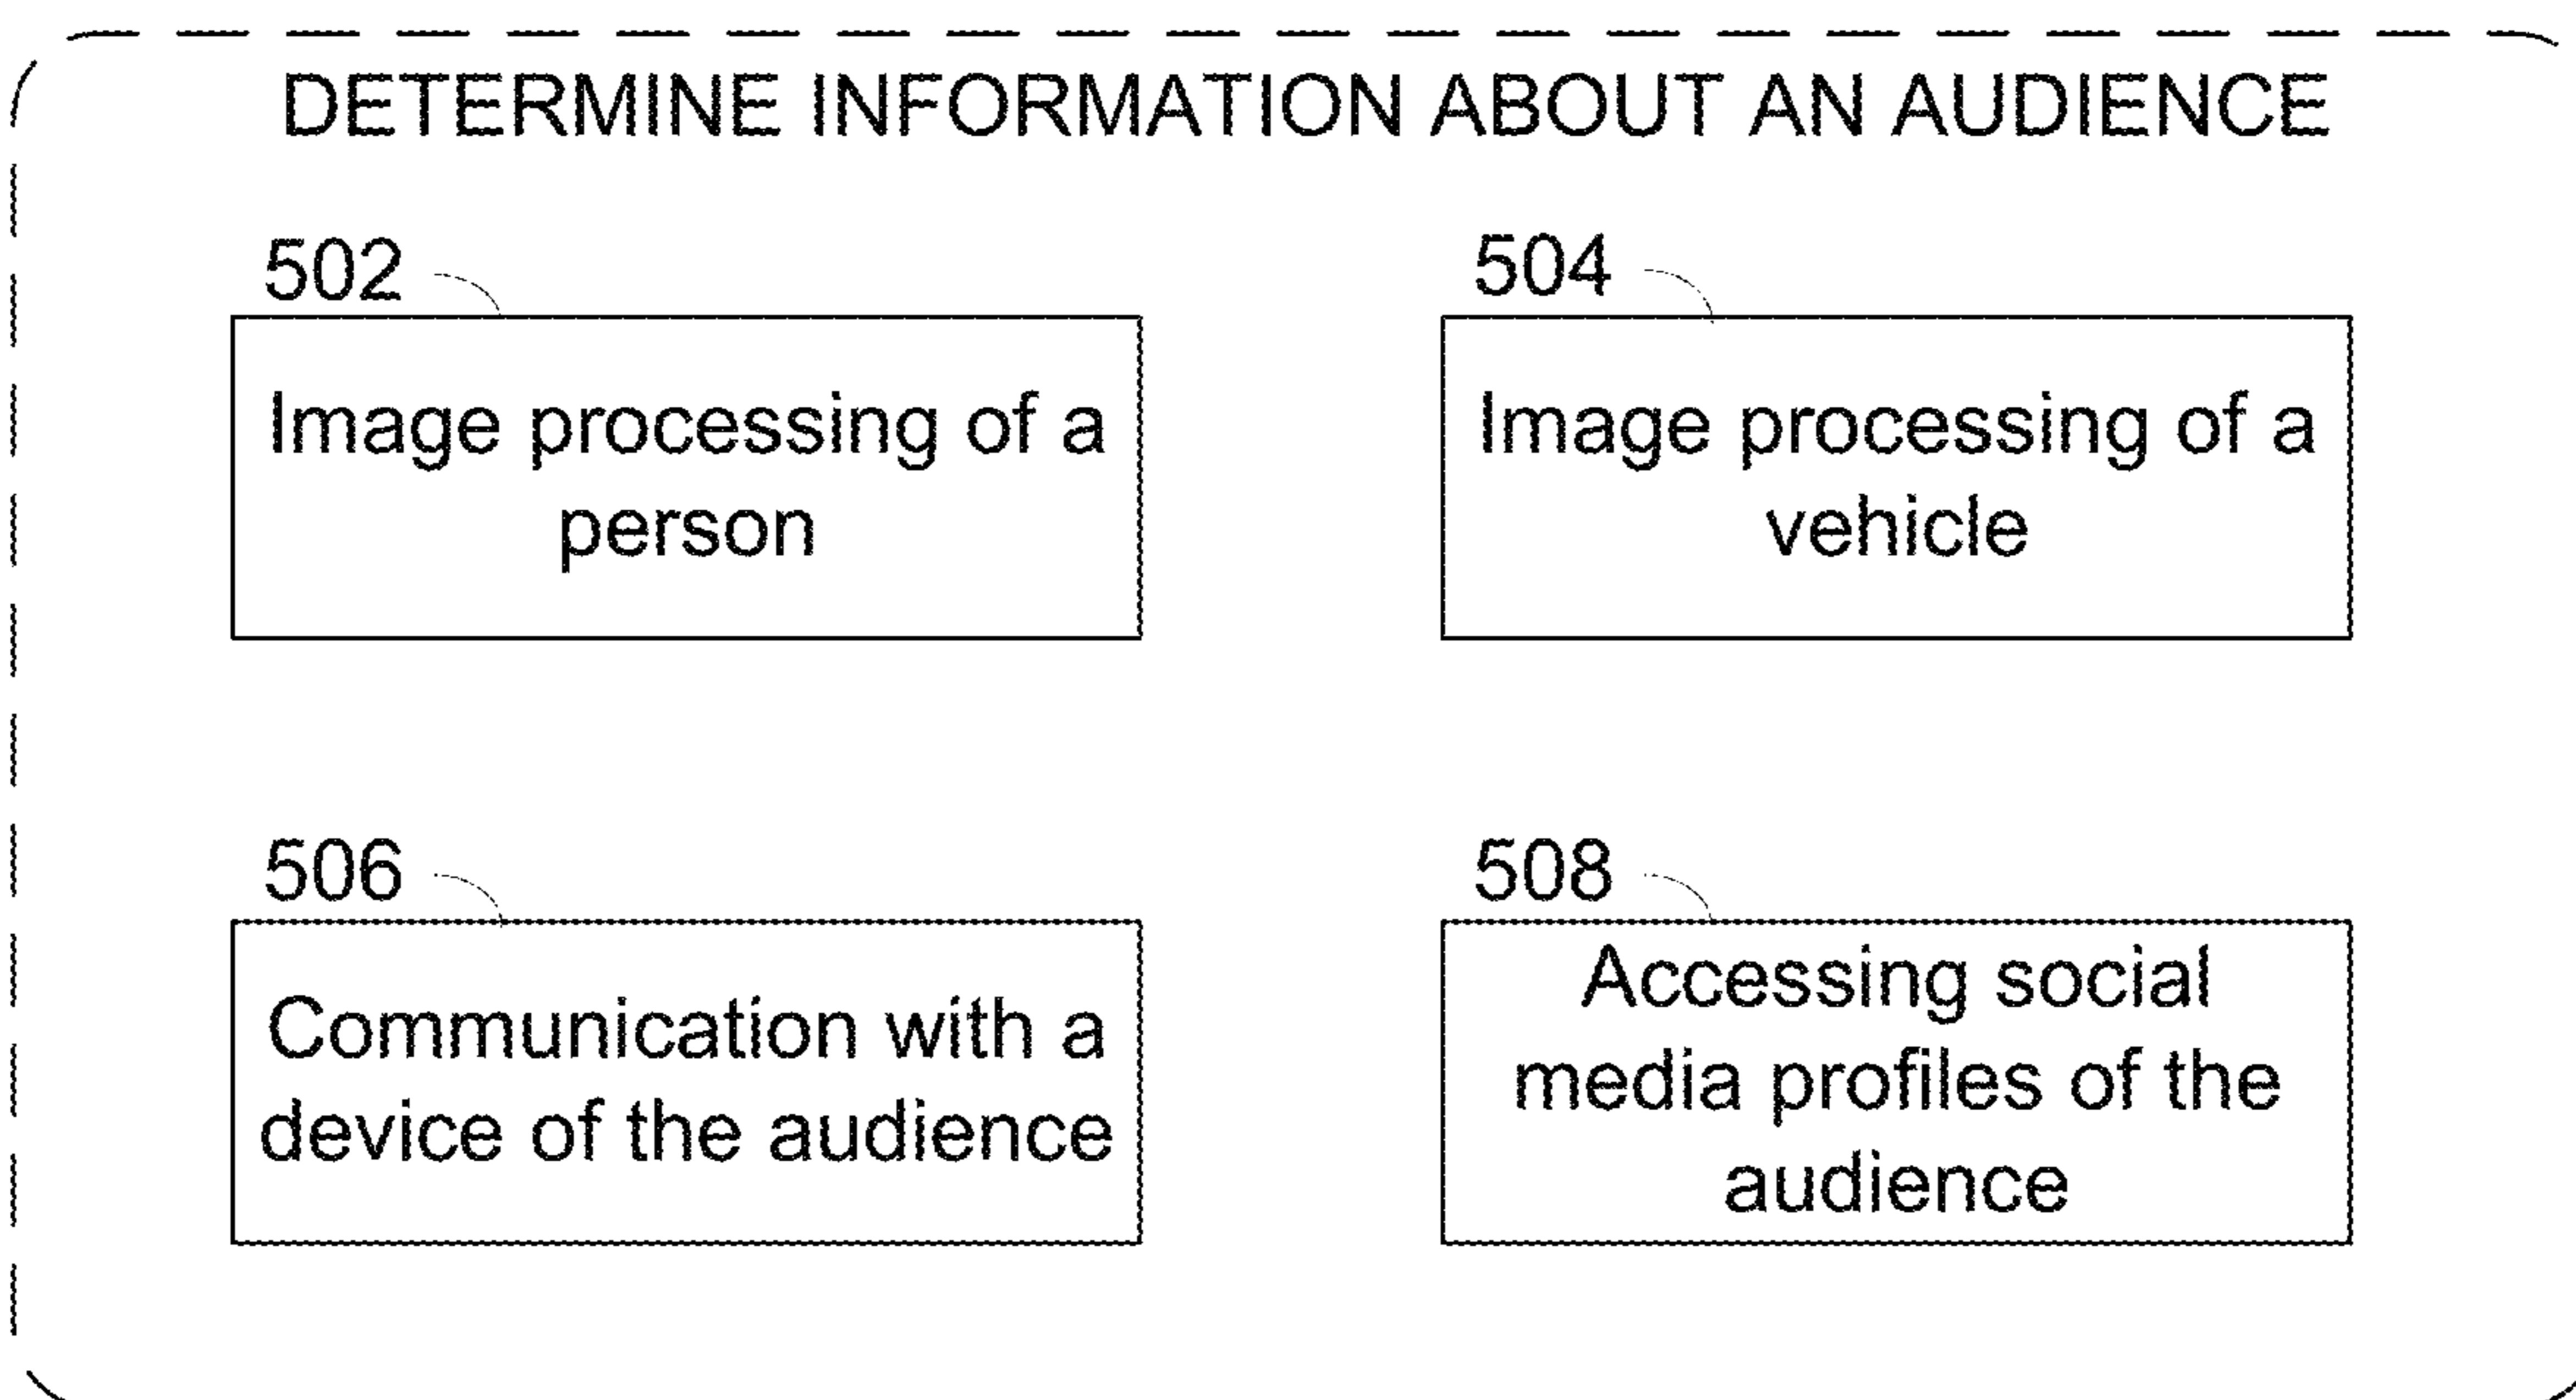 DETERMINE INFORMATION ABOUT AN AUDIENCE
502
Image processing of a
person
504
Image processing of a
vehicle
506
Communication with a
device of the audience
508
Accessing social
media profiles of the
audience